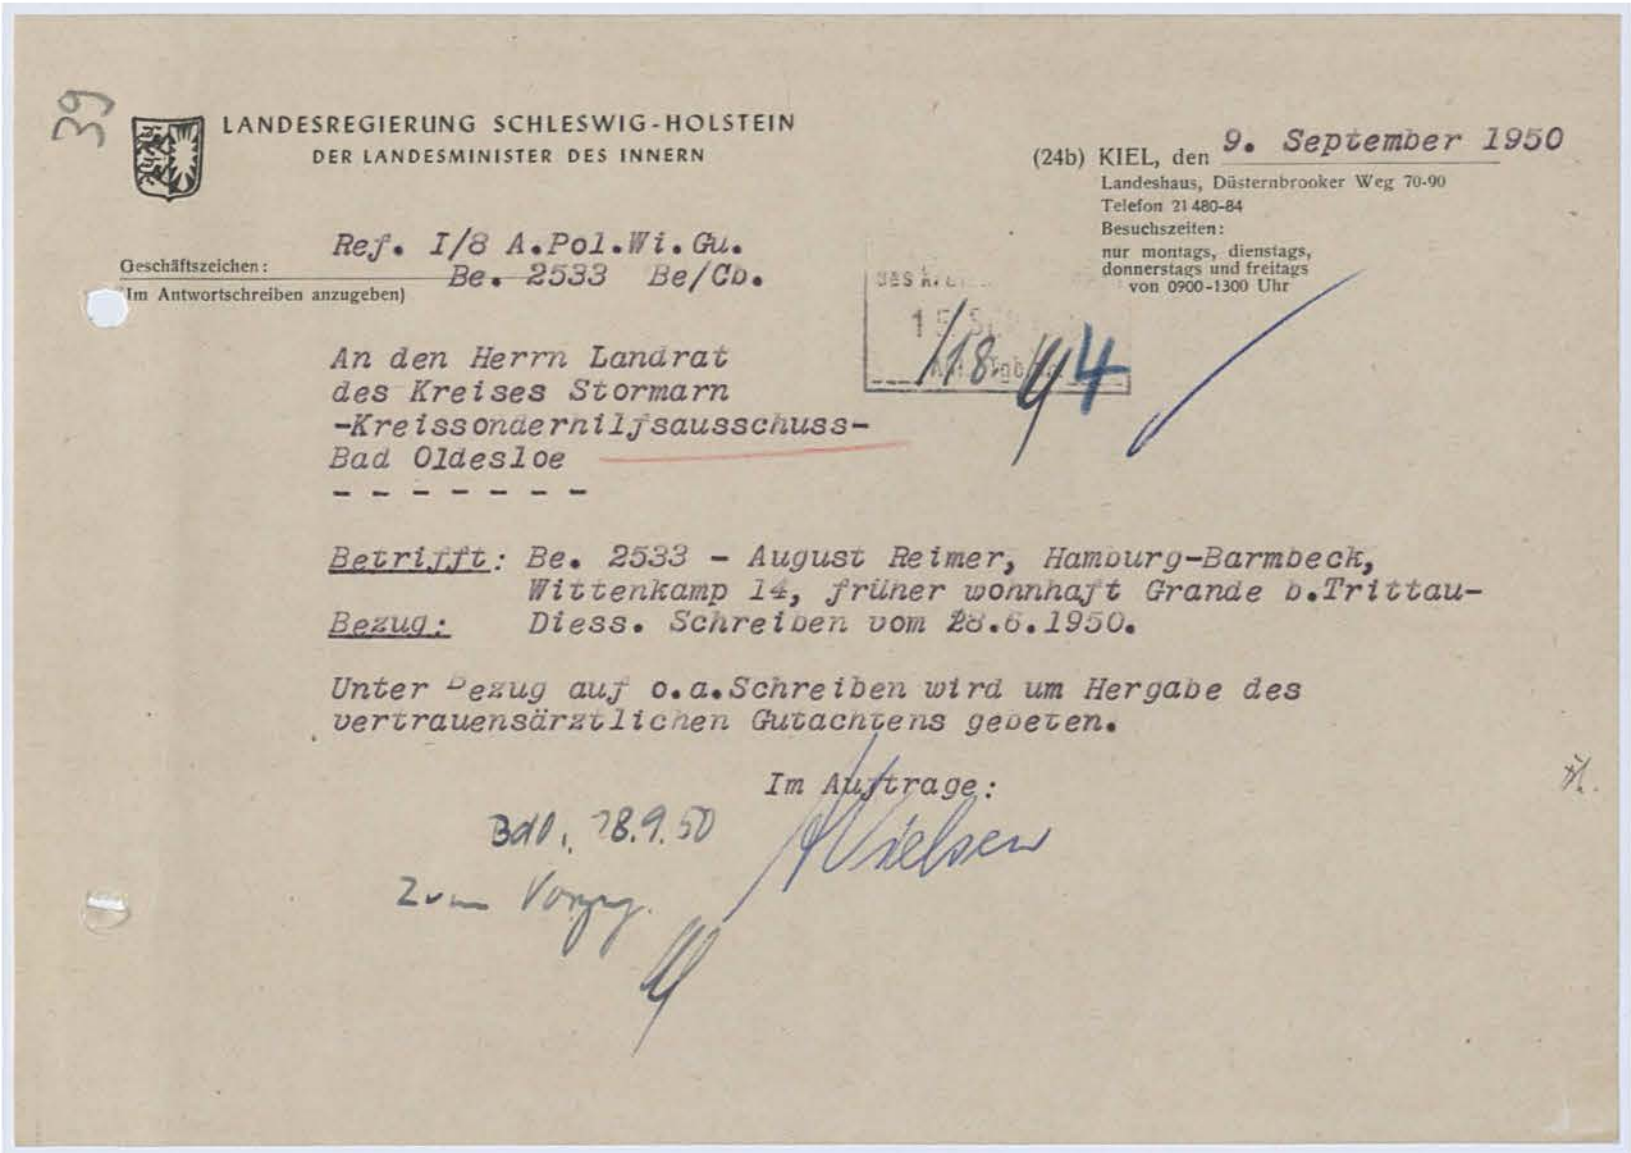 39
LANDESREGIERUNG SCHLESWIG-HOLSTEIN
DER LANDESMINISTER DES INNERN
(24b) KIEL, den 9. September 1950
Landeshaus, Düsternbrooker Weg 70-90
Telefon 21 480-84
Besuchszeiten:
nur montags, dienstags,
donnerstags und freitags
von 0900-1300 Uhr
Ref. I/8 A.Pol.Wi.Gu.
Geschäftszeichen: Be. 2533 Be/Cb.
(Im Antwortschreiben anzugeben)
An den Herrn Landrat
des Kreises Stormarn
-Kreissonderhilfsausschuss-
Bad Oldesloe
- - - - - - -
Betrifft: Be. 2533 - August Reimer, Hamburg-Barmbeck,
Wittenkamp 14, früher wohnhaft Grande b.Trittau-
Bezug: Diess. Schreiben vom 28.6.1950.
Unter Bezug auf o.a.Schreiben wird um Hergabe des
vertrauensärztlichen Gutachtens gebeten.
Im Auftrage:
Nielsen
BdO, 18.9.50
Zum Vorgg.